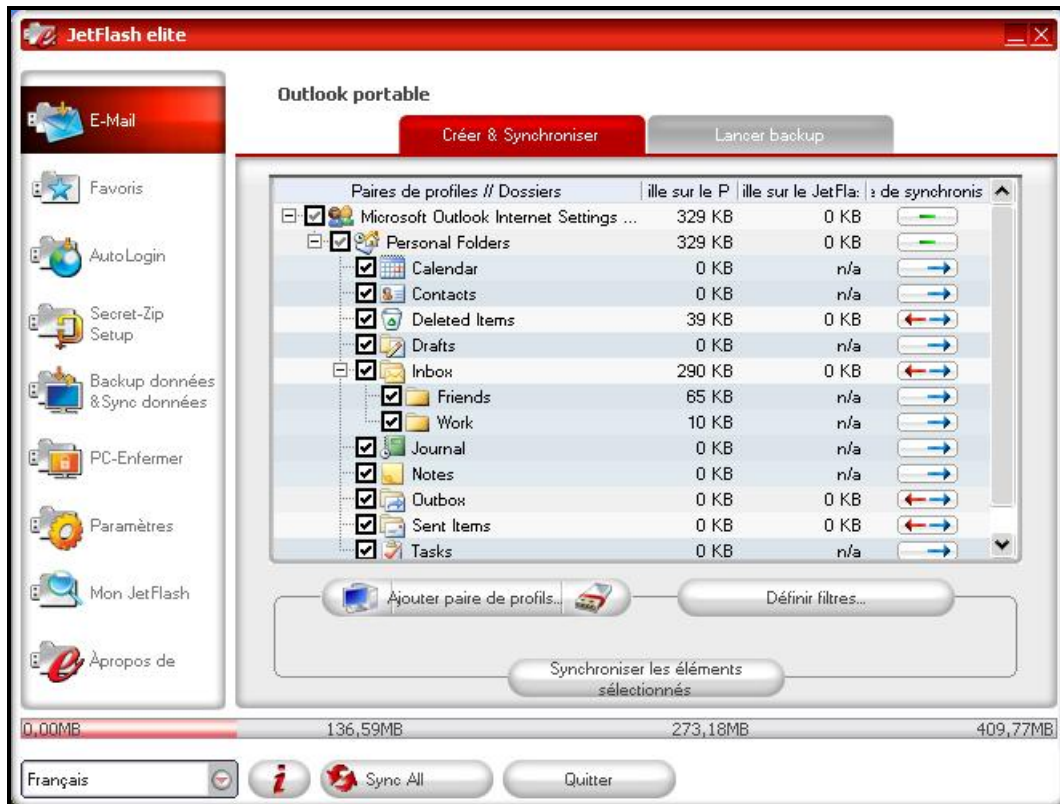 JetFlash elite
E-Mail
Favoris
AutoLogin
Secret-Zip
Setup
Backup données
&Sync données
PC-Enfermer
Paramètres
Mon JetFlash
Àpropos de
Outlook portable
Créer & Synchroniser
Lancer backup
Paires de profiles // Dossiers ille sur le P ille sur le JetFla: de synchronis
Microsoft Outlook Internet Settings ... 329 KB 0 KB
Personal Folders 329 KB 0 KB
Calendar 0 KB n/a
Contacts 0 KB n/a
Deleted Items 39 KB 0 KB
Drafts 0 KB n/a
Inbox 290 KB 0 KB
Friends 65 KB n/a
Work 10 KB n/a
Journal 0 KB n/a
Notes 0 KB n/a
Outbox 0 KB 0 KB
Sent Items 0 KB 0 KB
Tasks 0 KB n/a
Ajouter paire de profils...
Définir filtres...
Synchroniser les éléments
sélectionnés
0,00MB 136,59MB 273,18MB 409,77MB
Français
i
Sync All
Quitter